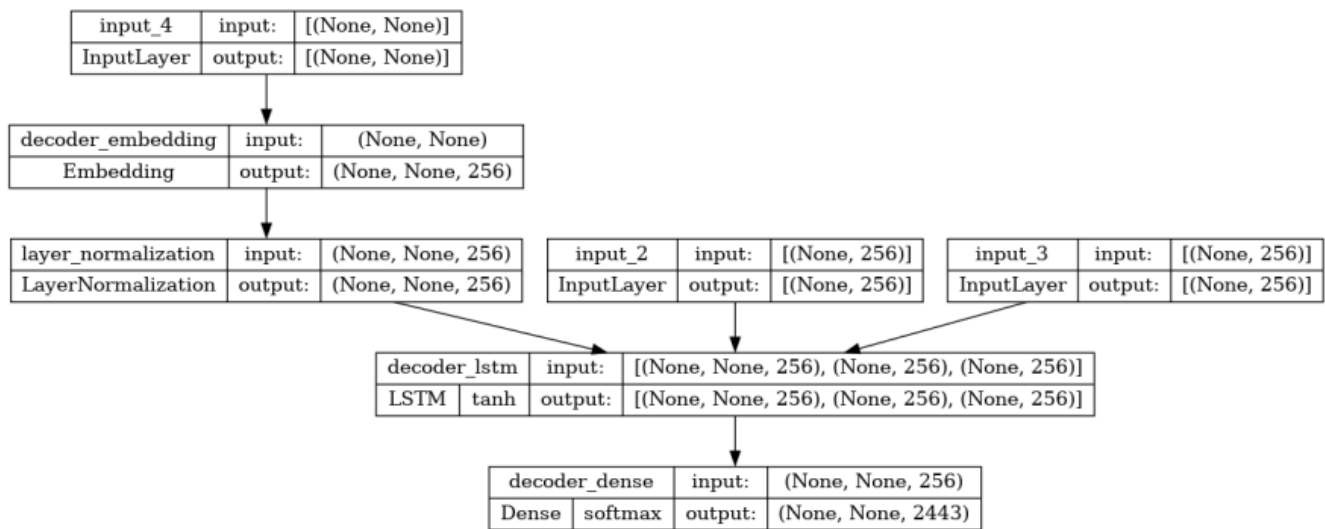 input_4 input: [(None, None)]
InputLayer output: [(None, None)]
decoder_embedding input: (None, None)
Embedding output: (None, None, 256)
layer_normalization input: (None, None, 256)
LayerNormalization output: (None, None, 256)
input_2 input: [(None, 256)]
InputLayer output: [(None, 256)]
input_3 input: [(None, 256)]
InputLayer output: [(None, 256)]
decoder_lstm input: [(None, None, 256), (None, 256), (None, 256)]
LSTM tanh output: [(None, None, 256), (None, 256), (None, 256)]
decoder_dense input: (None, None, 256)
Dense softmax output: (None, None, 2443)